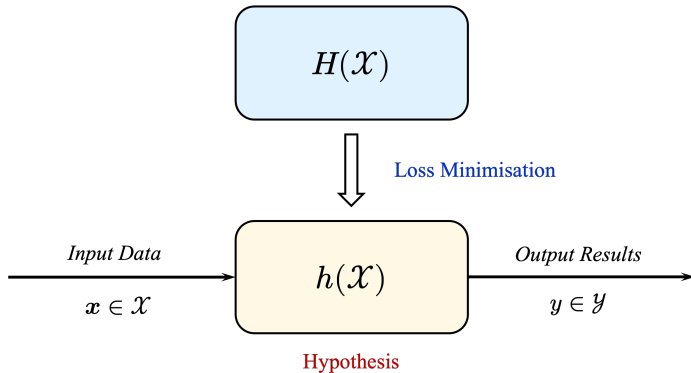 H(𝒳)
Loss Minimisation
Input Data
Output Results
h(𝒳)
𝒙 ∈ 𝒳
y ∈ 𝒴
Hypothesis